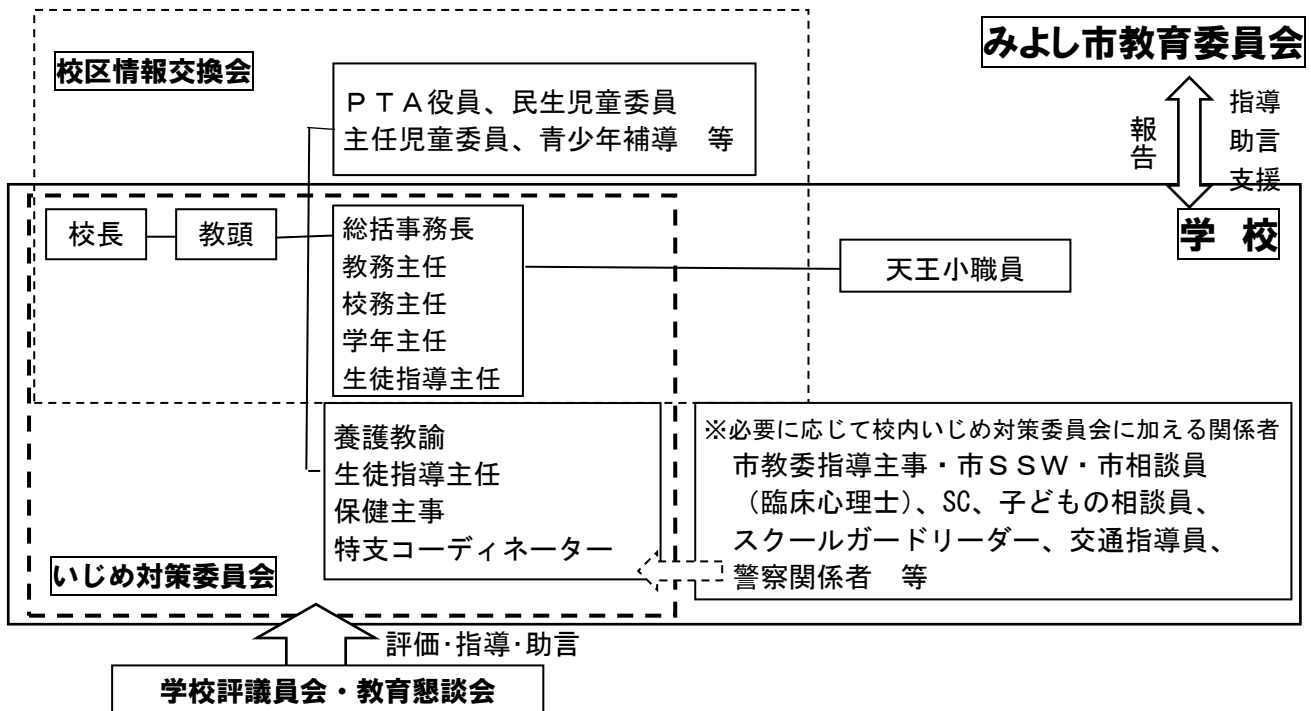 みよし市教育委員会
校区情報交換会
PTA役員、民生児童委員
主任児童委員、青少年補導　等
報告
指導
助言
支援
学　校
校長
教頭
総括事務長
教務主任
校務主任
学年主任
生徒指導主任
天王小職員
養護教諭
生徒指導主任
保健主事
特支コーディネーター
※必要に応じて校内いじめ対策委員会に加える関係者
市教委指導主事・市SSW・市相談員
（臨床心理士）、SC、子どもの相談員、
スクールガードリーダー、交通指導員、
警察関係者　等
いじめ対策委員会
評価・指導・助言
学校評議員会・教育懇談会